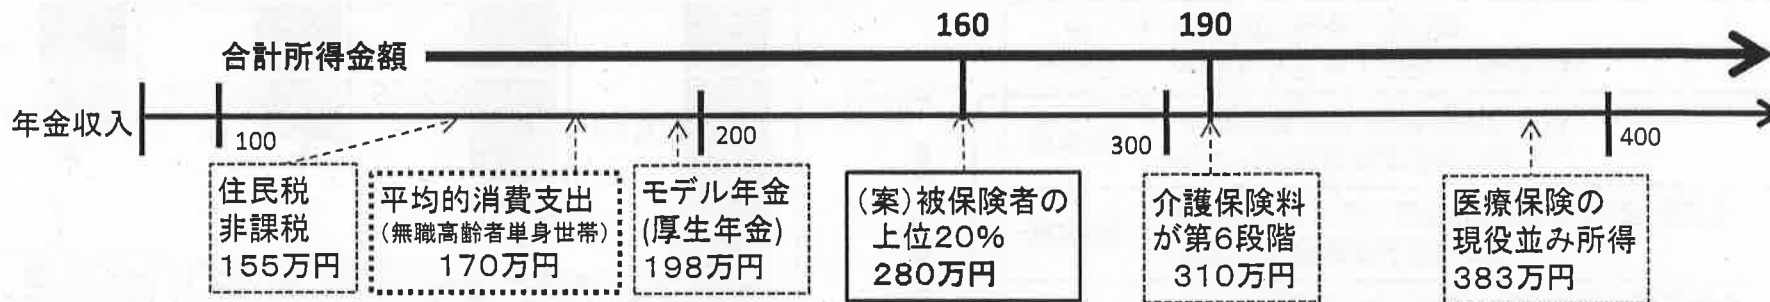 160 190
合計所得金額
年金収入
100 200 300 400
住民税
非課税
155万円
平均的消費支出
(無職高齢者単身世帯)
170万円
モデル年金
(厚生年金)
198万円
(案)被保険者の
上位20%
280万円
介護保険料
が第6段階
310万円
医療保険の
現役並み所得
383万円